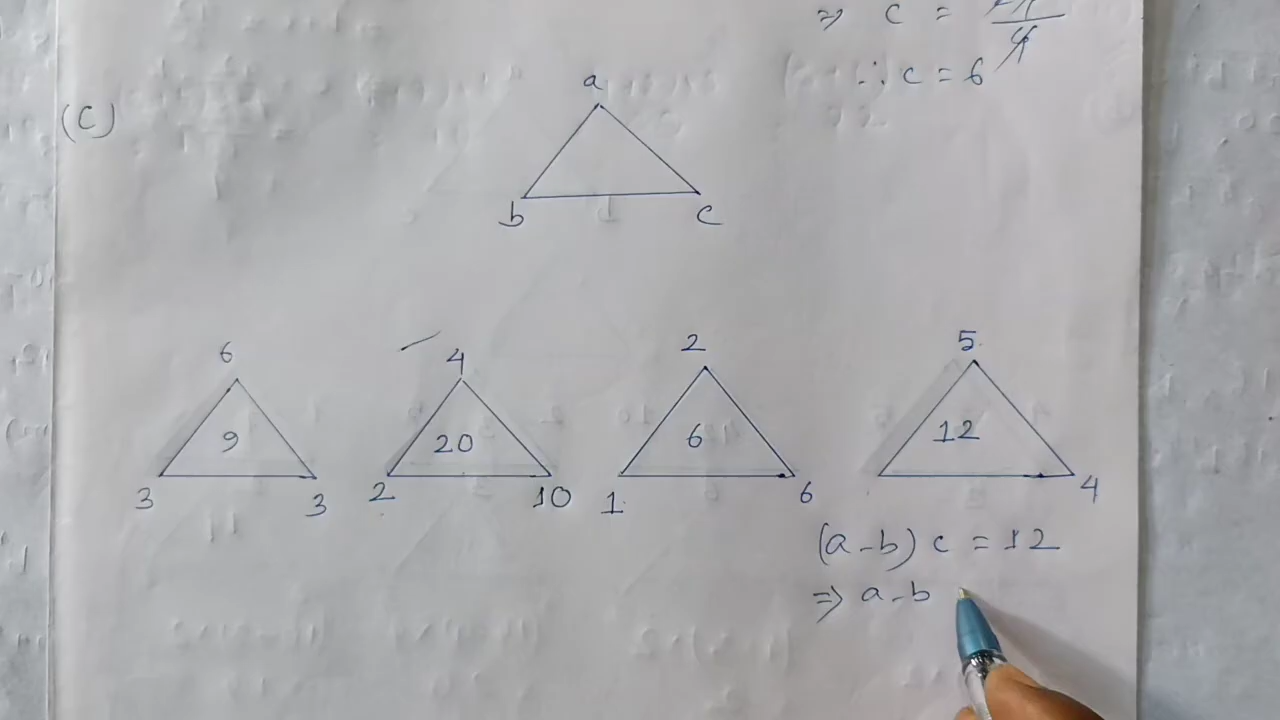 ⇒ c =
∴ c = 6
(c)
a
b c
6 4 2 5
9 20 6 12
3 3 2 10 1 6 4
(a-b) c = 12
⇒ a-b